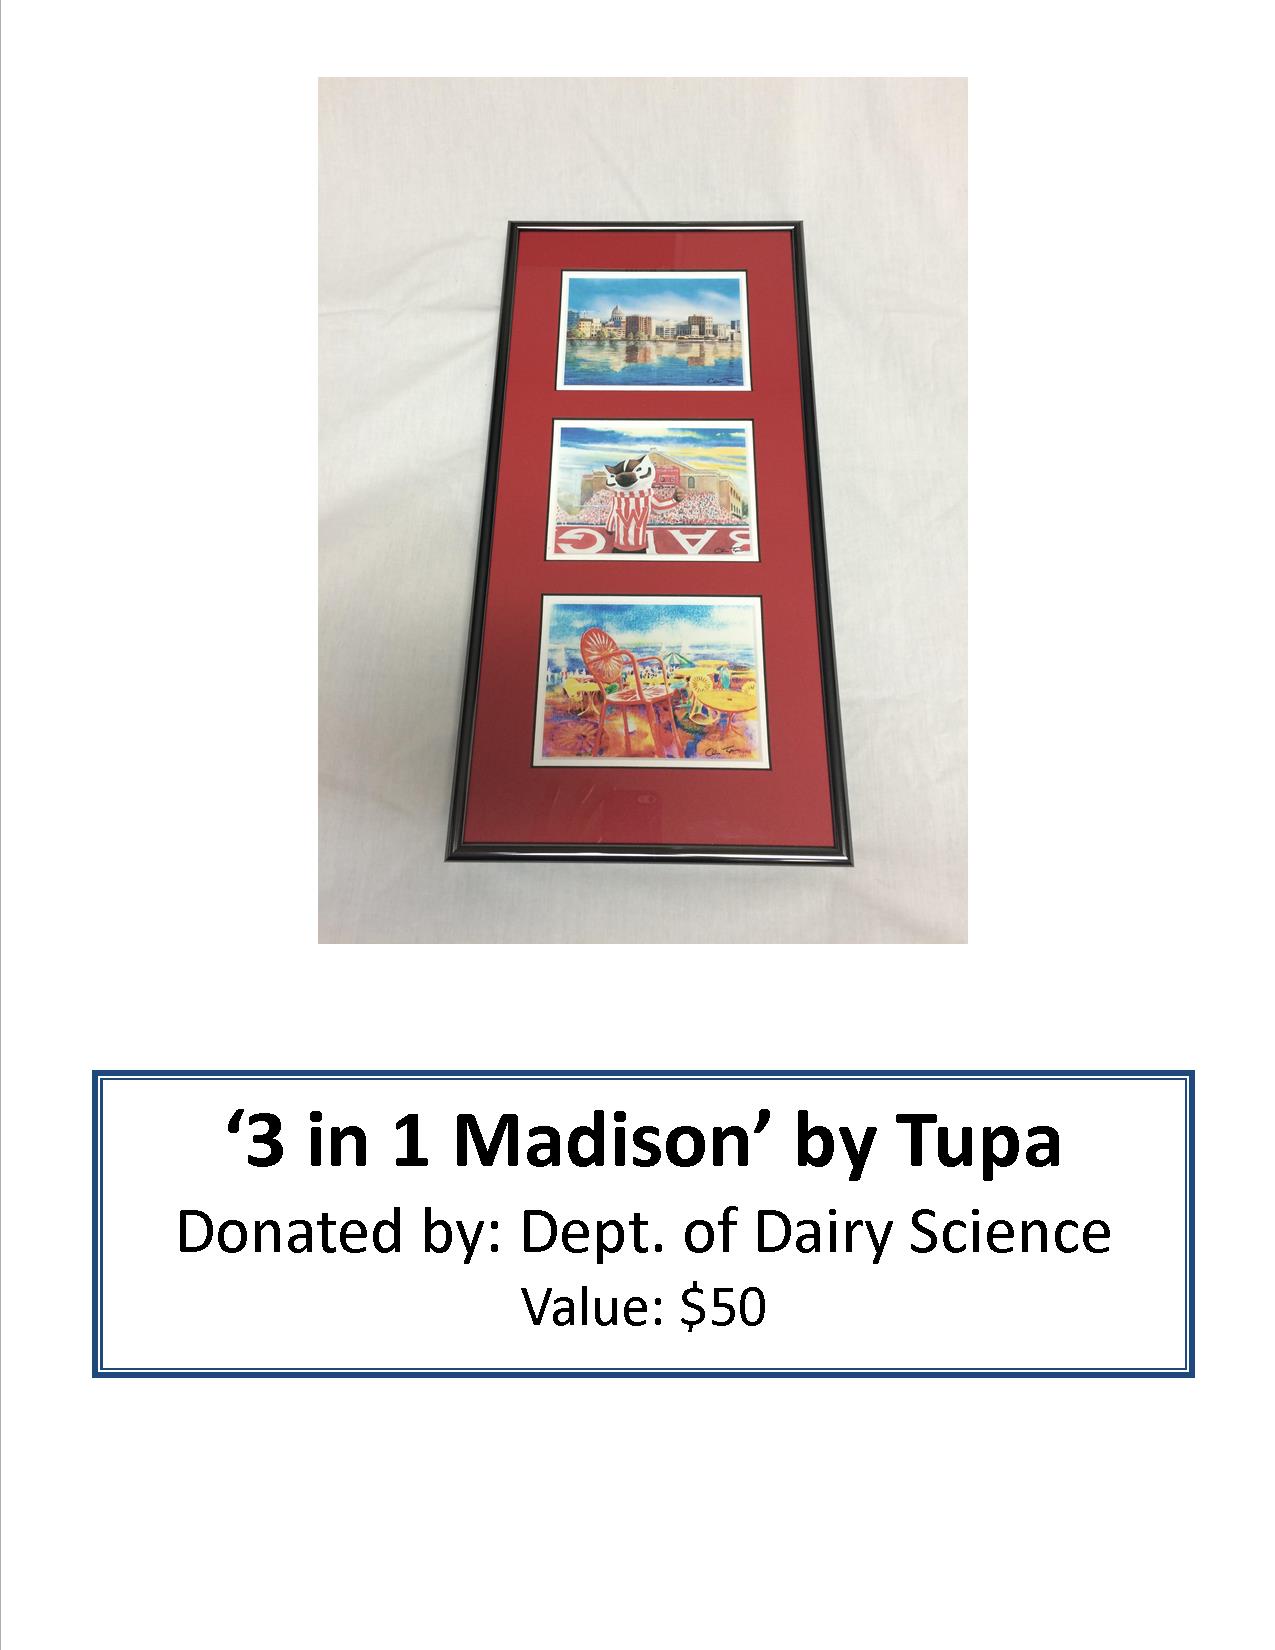 W
‘3 in 1 Madison’ by Tupa
Donated by: Dept. of Dairy Science
Value: $50